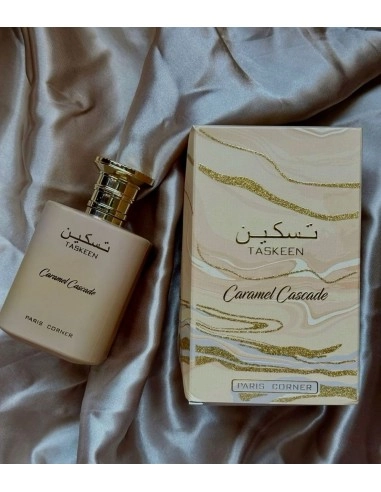 تسكين
TASKEEN
Caramel Cascade
PARIS CORNER
تسكين
TASKEEN
Caramel Cascade
PARIS CORNER